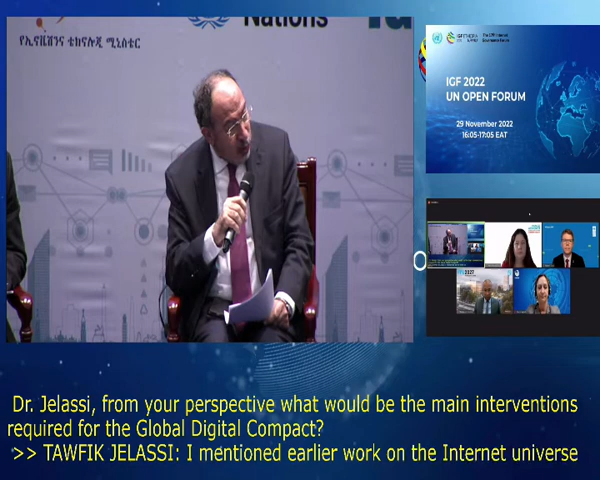 Nations
የኢኖቬሽንና ቴክኖሎጂ ሚኒስቴር
IGF 2022
UN OPEN FORUM
29 November 2022
16:05-17:05 EAT
Dr. Jelassi, from your perspective what would be the main interventions
required for the Global Digital Compact?
>> TAWFIK JELASSI: I mentioned earlier work on the Internet universe